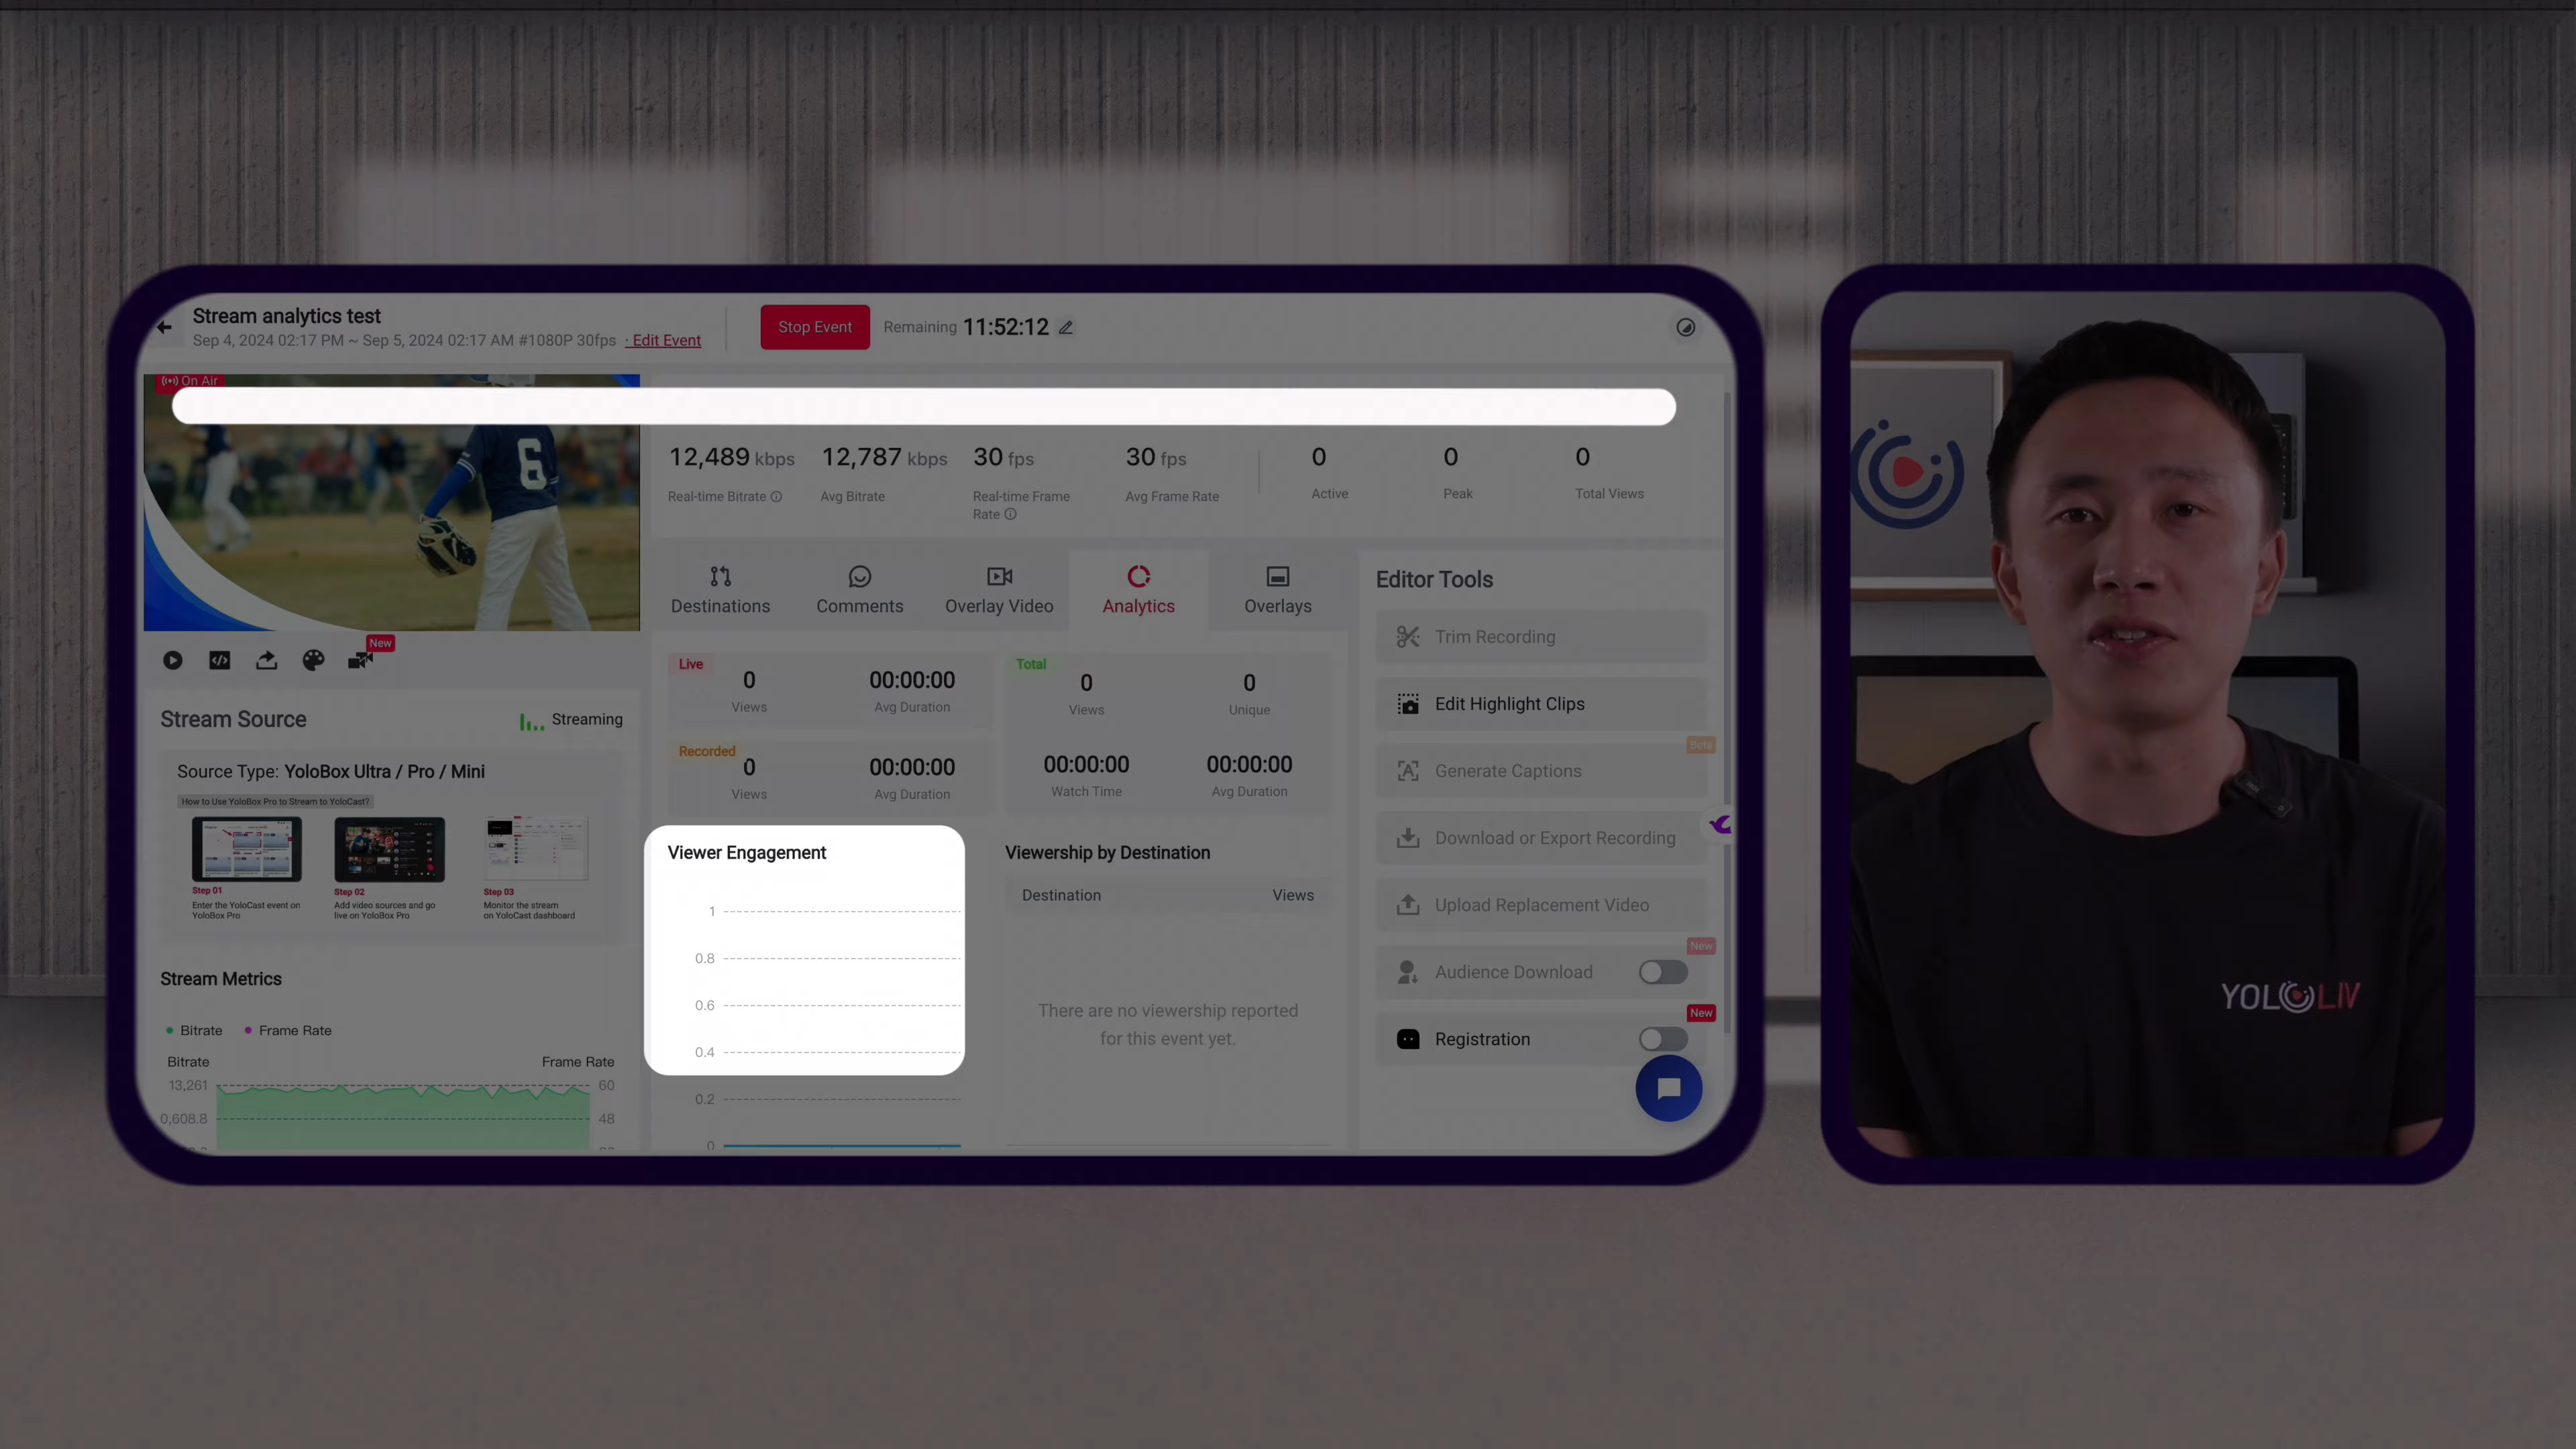 Stream analytics test
Sep 4, 2024 02:17 PM ~ Sep 5, 2024 02:17 AM #1080P 30fps · Edit Event
Stop Event
Remaining 11:52:12
On Air
6
12,489 kbps
Real-time Bitrate
12,787 kbps
Avg Bitrate
30 fps
Real-time Frame
Rate
30 fps
Avg Frame Rate
0
Active
0
Peak
0
Total Views
New
Stream Source
Streaming
Source Type: YoloBox Ultra / Pro / Mini
How to Use YoloBox Pro to Stream to YoloCast?
Step 01
Enter the YoloCast event on
YoloBox Pro
Step 02
Add video sources and go
live on YoloBox Pro
Step 03
Monitor the stream
on YoloCast dashboard
Stream Metrics
Bitrate
Frame Rate
Bitrate
Frame Rate
13,261
60
0,608.8
48
Destinations
Comments
Overlay Video
Analytics
Overlays
Live
0
Views
00:00:00
Avg Duration
Recorded
0
Views
00:00:00
Avg Duration
Total
0
Views
0
Unique
00:00:00
Watch Time
00:00:00
Avg Duration
Viewer Engagement
1
0.8
0.6
0.4
0.2
0
Viewership by Destination
Destination
Views
There are no viewership reported
for this event yet.
Editor Tools
Trim Recording
Edit Highlight Clips
Beta
Generate Captions
Download or Export Recording
Upload Replacement Video
New
Audience Download
New
Registration
YOLOLIV